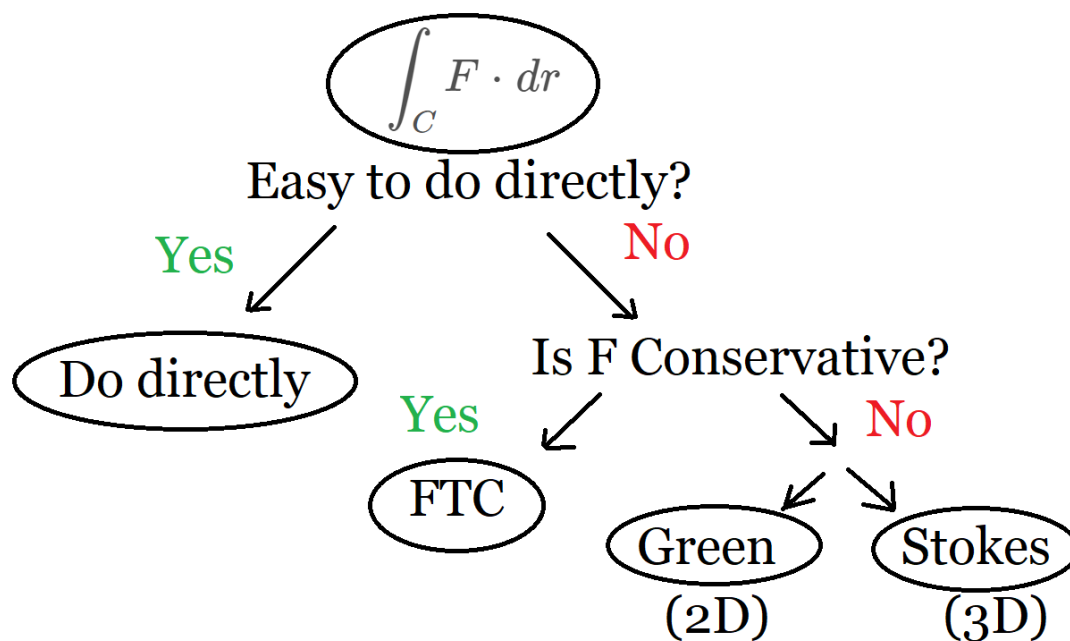 ∫_C F · dr
Easy to do directly?
Yes
No
Do directly
Is F Conservative?
Yes
No
FTC
Green
Stokes
(2D)
(3D)